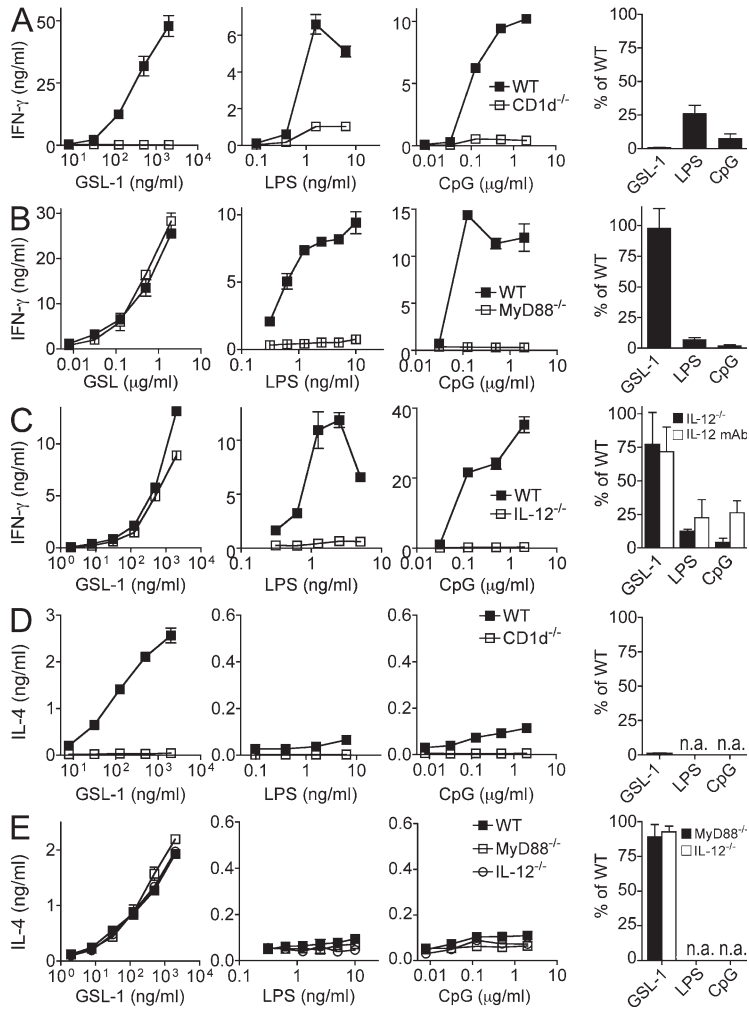 A
IFN-γ (ng/ml)
50
25
0
10¹ 10² 10³ 10⁴
GSL-1 (ng/ml)
6
4
2
0
0.1 1 10
LPS (ng/ml)
10
5
0
0.01 0.1 1 10
CpG (μg/ml)
WT
CD1d⁻/⁻
% of WT
100
75
50
25
0
GSL-1
LPS
CpG
B
IFN-γ (ng/ml)
30
20
10
0
0.01 0.1 1 10
GSL (μg/ml)
10
5
0
0.1 1 10
LPS (ng/ml)
15
10
5
0
0.01 0.1 1 10
CpG (μg/ml)
WT
MyD88⁻/⁻
% of WT
100
75
50
25
0
GSL-1
LPS
CpG
C
IFN-γ (ng/ml)
10
5
0
10⁰ 10¹ 10² 10³ 10⁴
GSL-1 (ng/ml)
10
5
0
0.1 1 10
LPS (ng/ml)
40
20
0
0.01 0.1 1 10
CpG (μg/ml)
WT
IL-12⁻/⁻
% of WT
100
75
50
25
0
IL-12⁻/⁻
IL-12 mAb
GSL-1
LPS
CpG
D
IL-4 (ng/ml)
3
2
1
0
10¹ 10² 10³ 10⁴
GSL-1 (ng/ml)
0.6
0.4
0.2
0.0
0.1 1 10
LPS (ng/ml)
0.6
0.4
0.2
0.0
0.01 0.1 1 10
CpG (μg/ml)
WT
CD1d⁻/⁻
% of WT
100
75
50
25
0
n.a. n.a.
GSL-1
LPS
CpG
E
IL-4 (ng/ml)
2
1
0
10⁰ 10¹ 10² 10³ 10⁴
GSL-1 (ng/ml)
0.6
0.4
0.2
0.0
0.1 1 10
LPS (ng/ml)
0.6
0.4
0.2
0.0
0.01 0.1 1 10
CpG (μg/ml)
WT
MyD88⁻/⁻
IL-12⁻/⁻
% of WT
100
75
50
25
0
MyD88⁻/⁻
IL-12⁻/⁻
n.a. n.a.
GSL-1
LPS
CpG